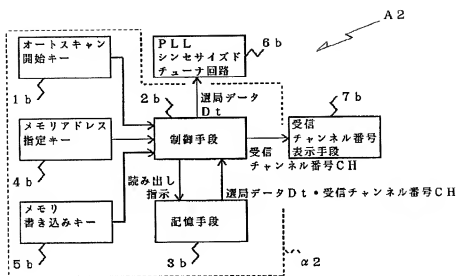 A2
オートスキャン
開始キー
1b
PLL
シンセサイズド
チューナ回路
6b
2b
選局データ
Dt
7b
メモリアドレス
指定キー
4b
制御手段
受信
チャンネル番号CH
受信
チャンネル番号
表示手段
読み出し
指示
選局データDt・受信チャンネル番号CH
メモリ
書き込みキー
5b
記憶手段
3b
α2